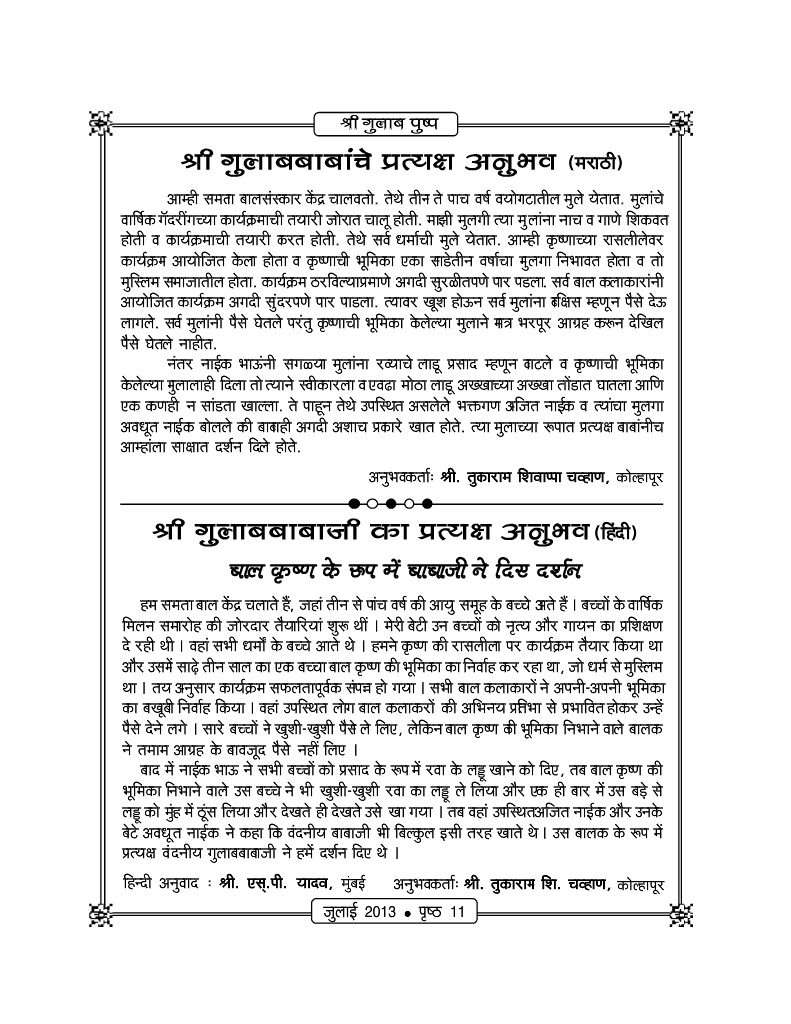 श्री गुलाब पुष्प
श्री गुलाबबाबांचे प्रत्यक्ष अनुभव (मराठी)
आम्ही समता बालसंस्कार केंद्र चालवतो. तेथे तीन ते पाच वर्ष वयोगटातील मुले येतात. मुलांचे
वार्षिक गॅदरींगच्या कार्यक्रमाची तयारी जोरात चालू होती. माझी मुलगी त्या मुलांना नाच व गाणे शिकवत
होती व कार्यक्रमाची तयारी करत होती. तेथे सर्व धर्माची मुले येतात. आम्ही कृष्णाच्या रासलीलेवर
कार्यक्रम आयोजित केला होता व कृष्णाची भूमिका एका साडेतीन वर्षाचा मुलगा निभावत होता व तो
मुस्लिम समाजातील होता. कार्यक्रम ठरविल्याप्रमाणे अगदी सुरळीतपणे पार पडला. सर्व बाल कलाकारांनी
आयोजित कार्यक्रम अगदी सुंदरपणे पार पाडला. त्यावर खूश होऊन सर्व मुलांना बक्षिस म्हणून पैसे देऊ
लागले. सर्व मुलांनी पैसे घेतले परंतु कृष्णाची भूमिका केलेल्या मुलाने मात्र भरपूर आग्रह करून देखिल
पैसे घेतले नाहीत.
नंतर नाईक भाऊंनी सगळ्या मुलांना रव्याचे लाडू प्रसाद म्हणून वाटले व कृष्णाची भूमिका
केलेल्या मुलालाही दिला तो त्याने स्वीकारला व एवढा मोठा लाडू अख्खाच्या अख्खा तोंडात घातला आणि
एक कणही न सांडता खाल्ला. ते पाहून तेथे उपस्थित असलेले भक्तगण अजित नाईक व त्यांचा मुलगा
अवधूत नाईक बोलले की बाबाही अगदी अशाच प्रकारे खात होते. त्या मुलाच्या रूपात प्रत्यक्ष बाबांनीच
आम्हांला साक्षात दर्शन दिले होते.
अनुभवकर्ताः श्री. तुकाराम शिवाप्पा चव्हाण, कोल्हापूर
श्री गुलाबबाबाजी का प्रत्यक्ष अनुभव (हिंदी)
बाल कृष्ण के रूप में बाबाजी ने दिए दर्शन
हम समता बाल केंद्र चलाते हैं, जहां तीन से पांच वर्ष की आयु समूह के बच्चे आते हैं । बच्चों के वार्षिक
मिलन समारोह की जोरदार तैयारियां शुरू थीं । मेरी बेटी उन बच्चों को नृत्य और गायन का प्रशिक्षण
दे रही थी । वहां सभी धर्मों के बच्चे आते थे । हमने कृष्ण की रासलीला पर कार्यक्रम तैयार किया था
और उसमें साढ़े तीन साल का एक बच्चा बाल कृष्ण की भूमिका का निर्वाह कर रहा था, जो धर्म से मुस्लिम
था । तय अनुसार कार्यक्रम सफलतापूर्वक संपन्न हो गया । सभी बाल कलाकारों ने अपनी-अपनी भूमिका
का बखूबी निर्वाह किया । वहां उपस्थित लोग बाल कलाकरों की अभिनय प्रतिभा से प्रभावित होकर उन्हें
पैसे देने लगे । सारे बच्चों ने खुशी-खुशी पैसे ले लिए, लेकिन बाल कृष्ण की भूमिका निभाने वाले बालक
ने तमाम आग्रह के बावजूद पैसे नहीं लिए ।
बाद में नाईक भाऊ ने सभी बच्चों को प्रसाद के रूप में रवा के लड्डू खाने को दिए, तब बाल कृष्ण की
भूमिका निभाने वाले उस बच्चे ने भी खुशी-खुशी रवा का लड्डू ले लिया और एक ही बार में उस बड़े से
लड्डू को मुंह में ठूंस लिया और देखते ही देखते उसे खा गया । तब वहां उपस्थित अजित नाईक और उनके
बेटे अवधूत नाईक ने कहा कि वंदनीय बाबाजी भी बिल्कुल इसी तरह खाते थे । उस बालक के रूप में
प्रत्यक्ष वंदनीय गुलाबबाबाजी ने हमें दर्शन दिए थे ।
हिन्दी अनुवाद : श्री. एस्.पी. यादव, मुंबई अनुभवकर्ताः श्री. तुकाराम शि. चव्हाण, कोल्हापूर
जुलाई 2013 ● पृष्ठ 11